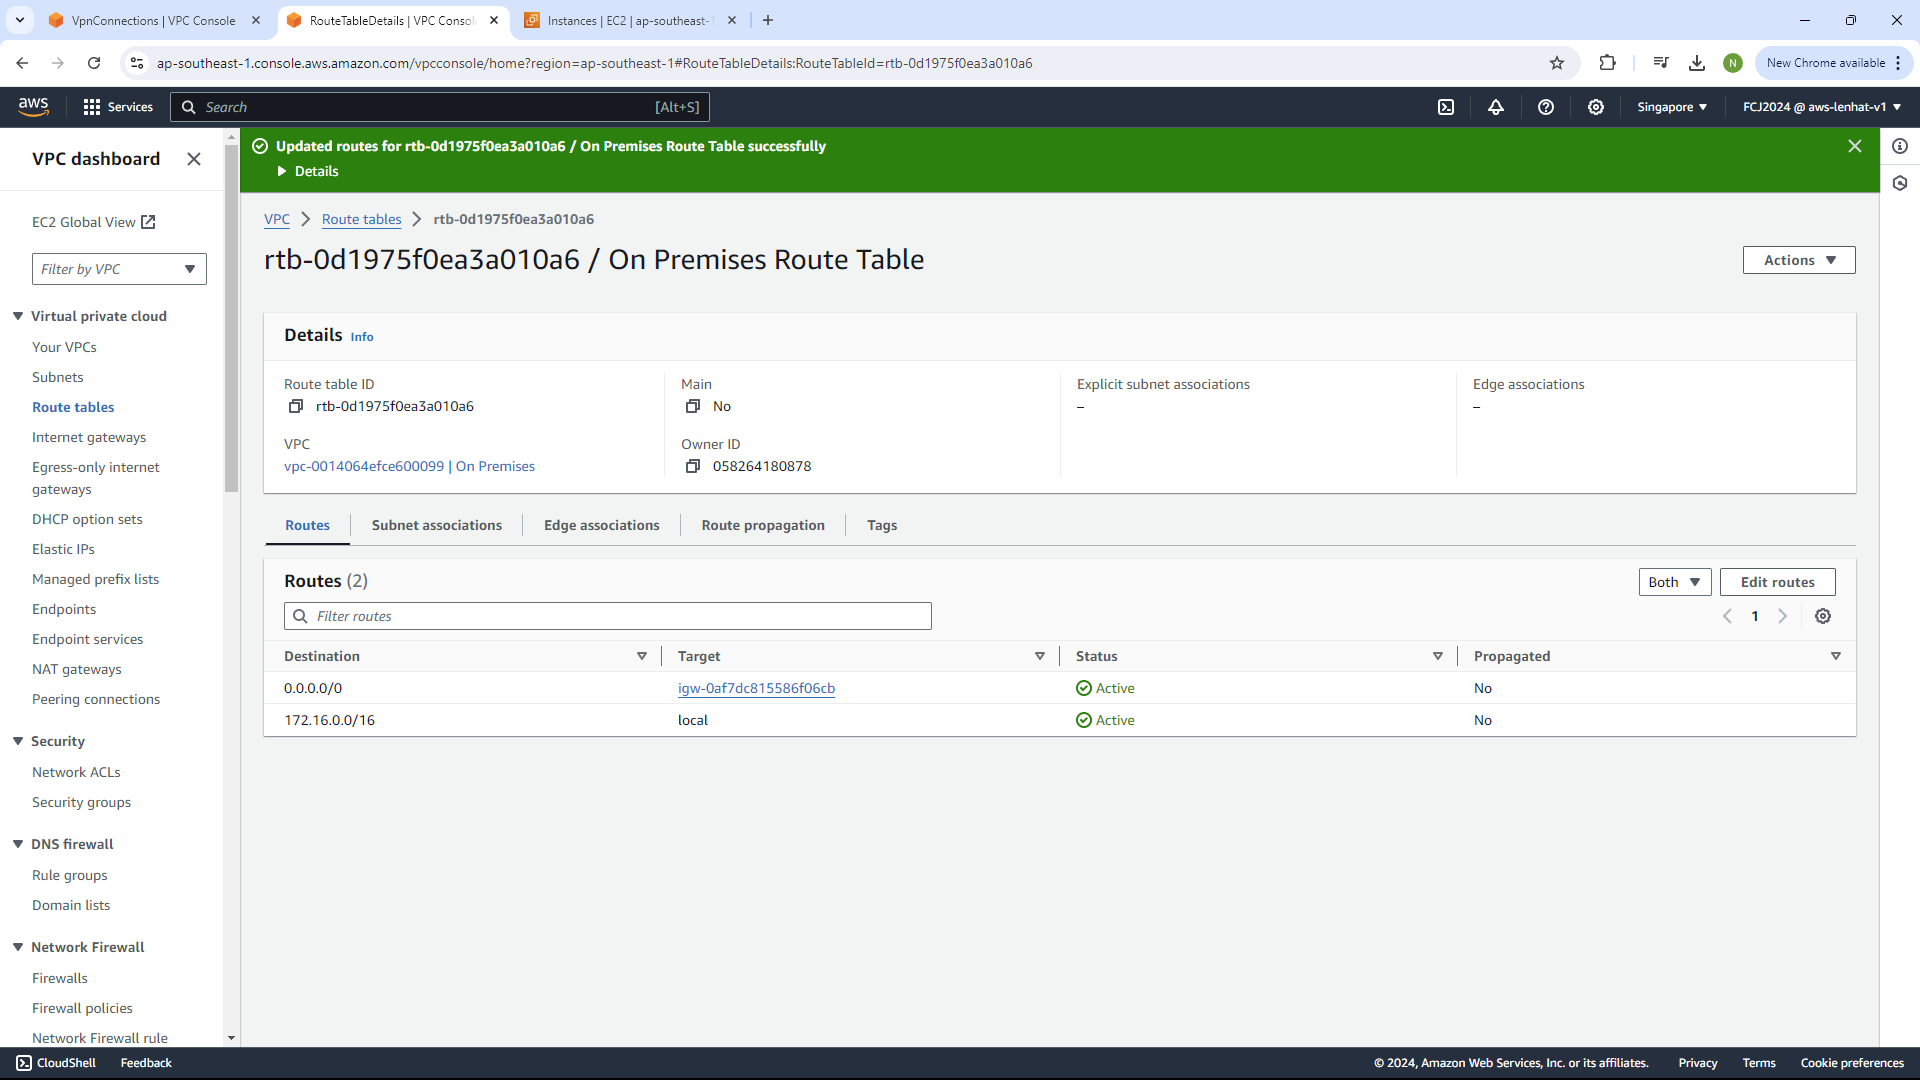 VpnConnections | VPC Console
RouteTableDetails | VPC Conso
Instances | EC2 | ap-southeast-1
ap-southeast-1.console.aws.amazon.com/vpcconsole/home?region=ap-southeast-1#RouteTableDetails:RouteTableId=rtb-0d1975f0ea3a010a6
N
New Chrome available
aws
Services
Search
[Alt+S]
Singapore
FCJ2024 @ aws-lenhat-v1
VPC dashboard
EC2 Global View
Filter by VPC
Virtual private cloud
Your VPCs
Subnets
Route tables
Internet gateways
Egress-only internet
gateways
DHCP option sets
Elastic IPs
Managed prefix lists
Endpoints
Endpoint services
NAT gateways
Peering connections
Security
Network ACLs
Security groups
DNS firewall
Rule groups
Domain lists
Network Firewall
Firewalls
Firewall policies
Network Firewall rule
Updated routes for rtb-0d1975f0ea3a010a6 / On Premises Route Table successfully
Details
VPC
Route tables
rtb-0d1975f0ea3a010a6
rtb-0d1975f0ea3a010a6 / On Premises Route Table
Actions
Details Info
Route table ID
rtb-0d1975f0ea3a010a6
Main
No
Explicit subnet associations
–
Edge associations
–
VPC
vpc-0014064efce600099 | On Premises
Owner ID
058264180878
Routes
Subnet associations
Edge associations
Route propagation
Tags
Routes (2)
Both
Edit routes
Filter routes
1
Destination Target Status Propagated
0.0.0.0/0 igw-0af7dc815586f06cb Active No
172.16.0.0/16 local Active No
CloudShell
Feedback
© 2024, Amazon Web Services, Inc. or its affiliates.
Privacy
Terms
Cookie preferences